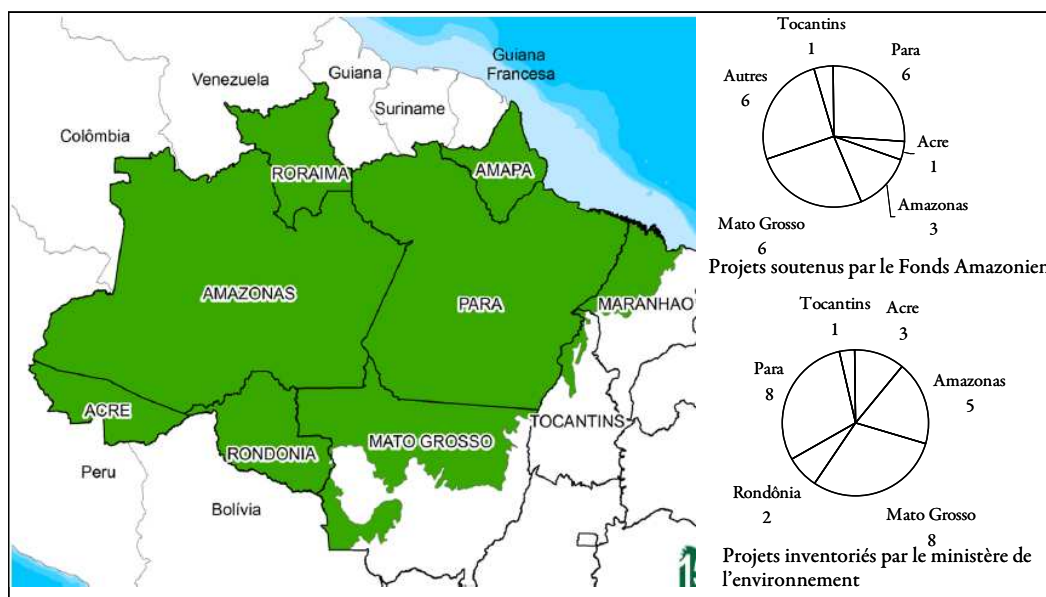 Guiana
Francesa
Guiana
Venezuela
Suriname
Colômbia
RORAIMA
AMAPA
AMAZONAS
PARA
MARANHAO
ACRE
TOCANTINS
MATO GROSSO
RONDONIA
Peru
Bolívia
Tocantins
1
Para
6
Autres
6
Acre
1
Amazonas
3
Mato Grosso
6
Projets soutenus par le Fonds Amazonien
Tocantins
1
Acre
3
Para
8
Amazonas
5
Rondônia
2
Mato Grosso
8
Projets inventoriés par le ministère de
l'environnement